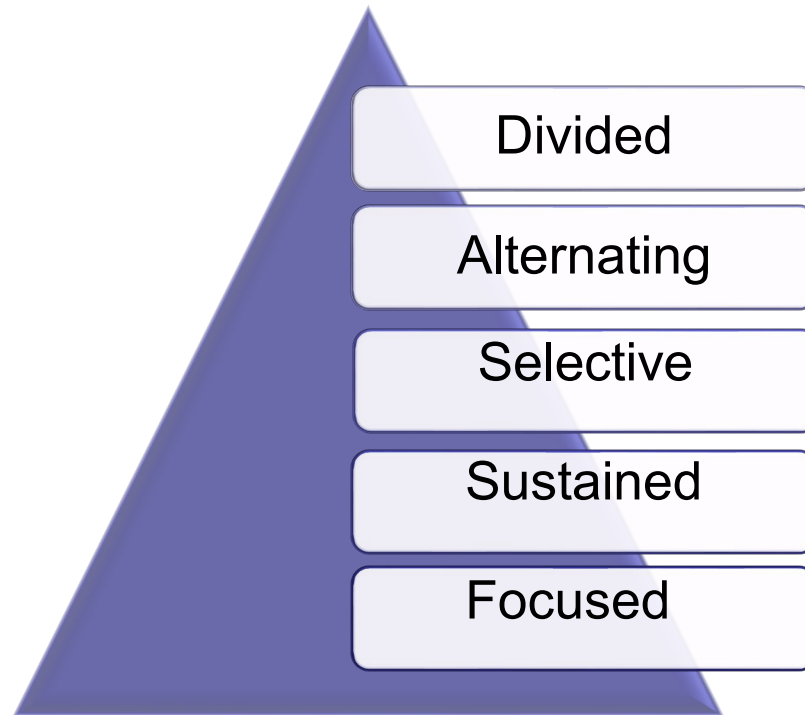 Divided
Alternating
Selective
Sustained
Focused